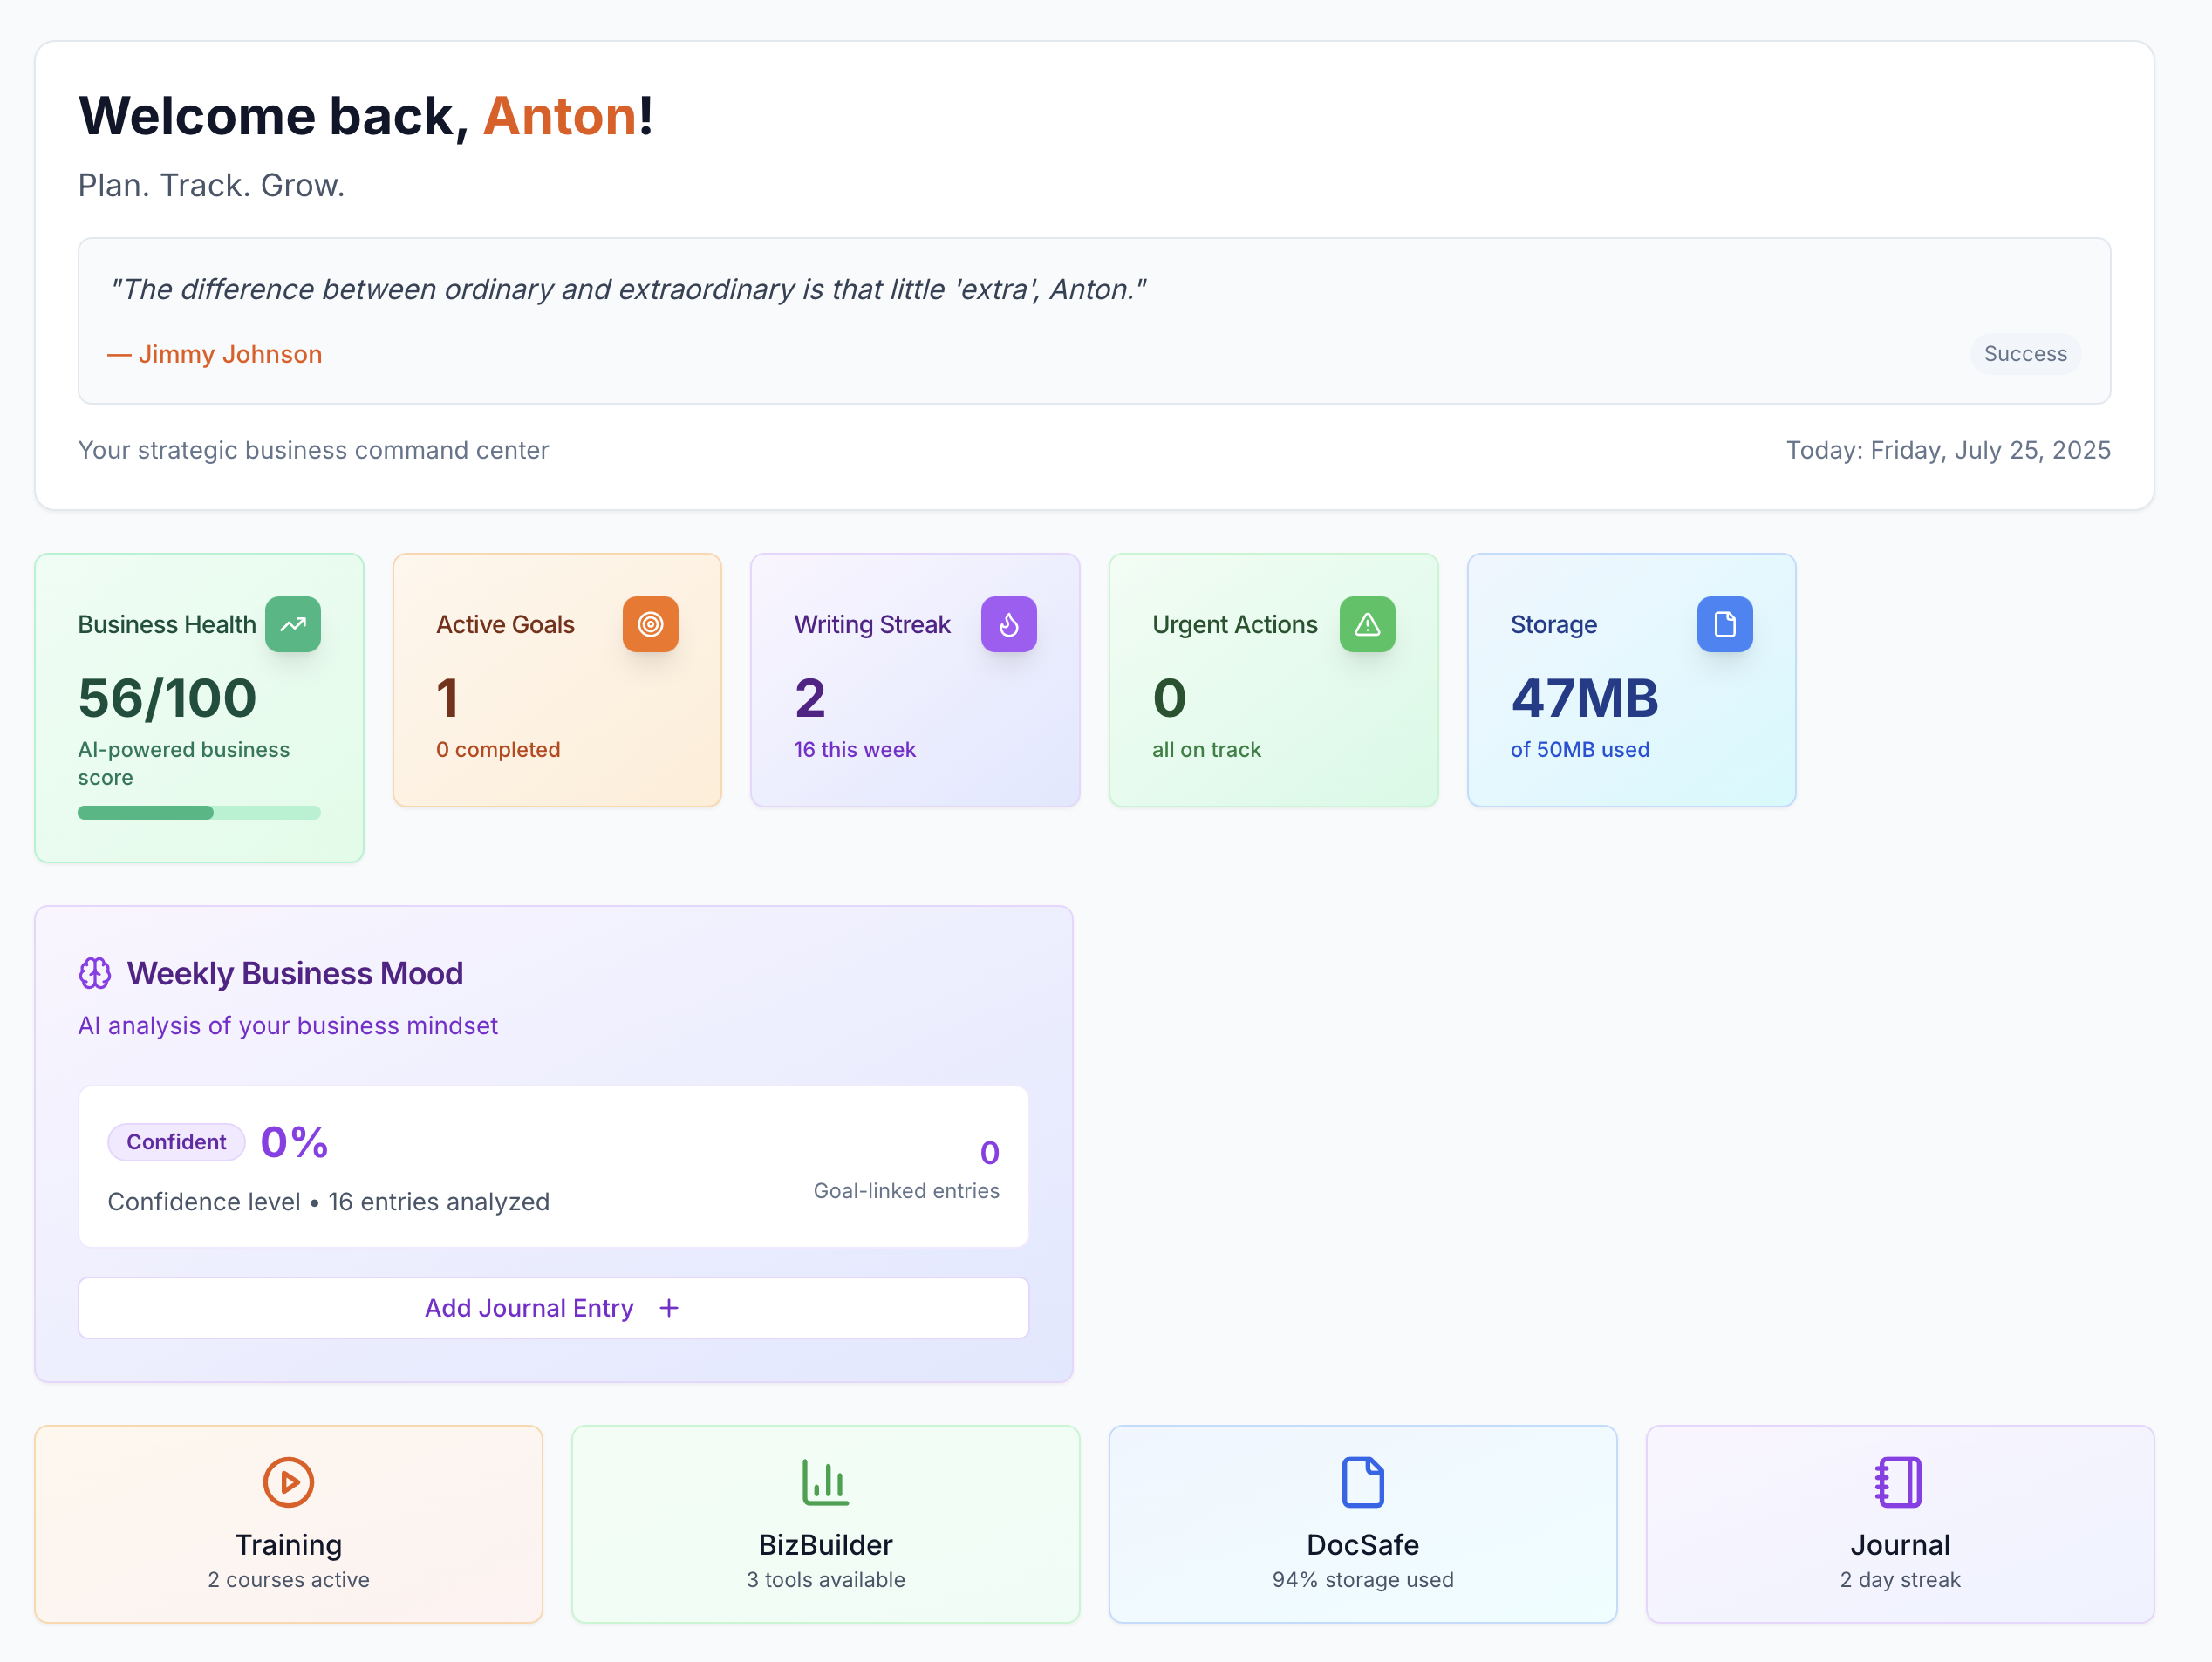 Welcome back, Anton!
Plan. Track. Grow.
"The difference between ordinary and extraordinary is that little 'extra', Anton."
— Jimmy Johnson
Success
Your strategic business command center
Today: Friday, July 25, 2025
Business Health
56/100
AI-powered business
score
Active Goals
1
0 completed
Writing Streak
2
16 this week
Urgent Actions
0
all on track
Storage
47MB
of 50MB used
Weekly Business Mood
AI analysis of your business mindset
Confident 0%
Confidence level • 16 entries analyzed
0
Goal-linked entries
Add Journal Entry +
Training
2 courses active
BizBuilder
3 tools available
DocSafe
94% storage used
Journal
2 day streak